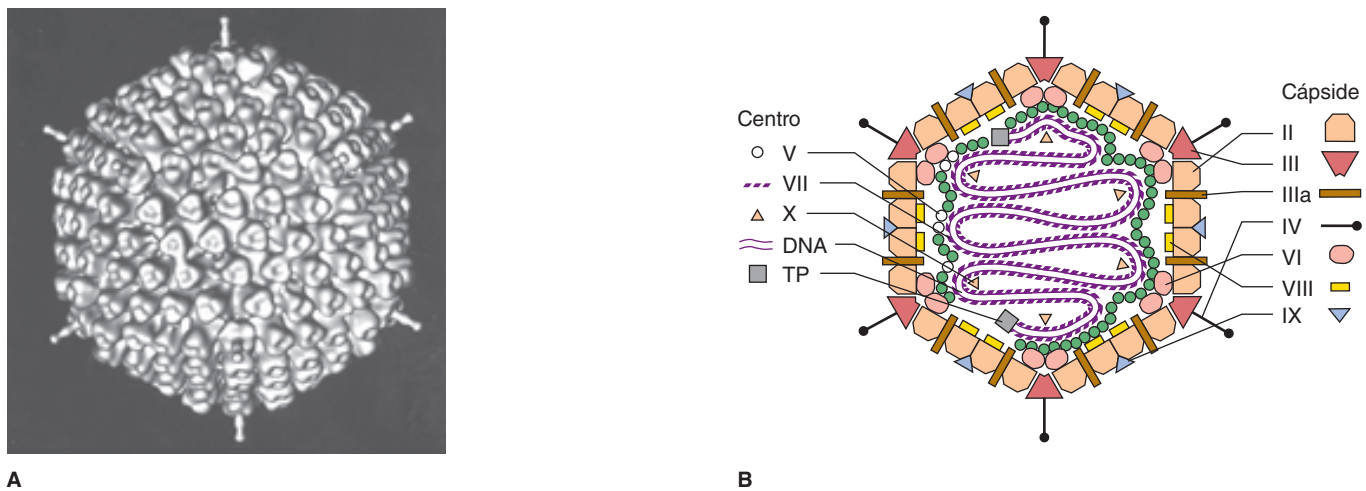 Centro
V
VII
X
DNA
TP
Cápside
II
III
IIIa
IV
VI
VIII
IX
A
B